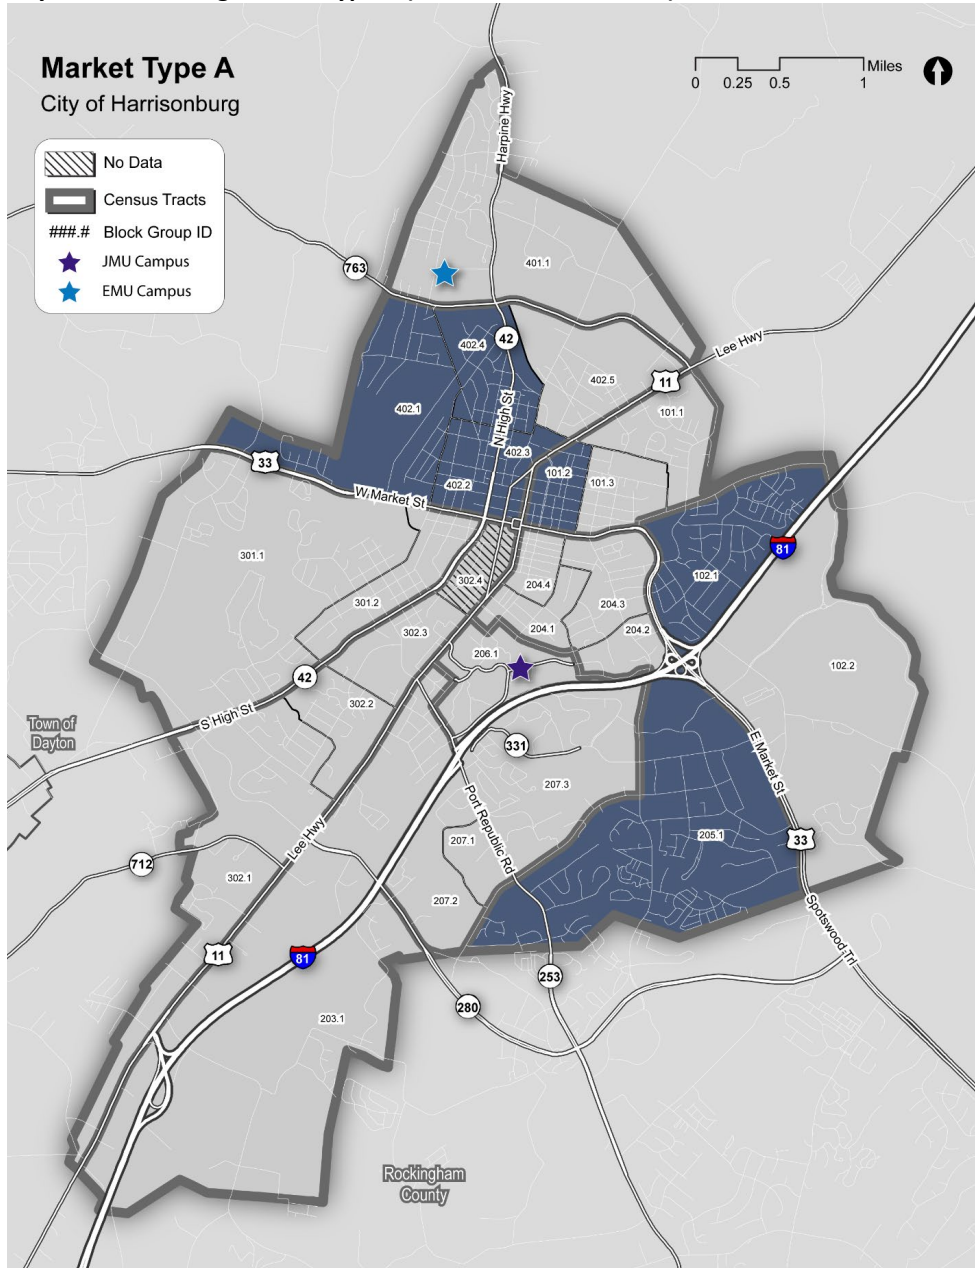 Market Type A
City of Harrisonburg
No Data
Census Tracts
###.# Block Group ID
JMU Campus
EMU Campus
Miles
0 0.25 0.5 1
Harpine Hwy
401.1
763
42
402.4
Lee Hwy
402.5
11
101.1
402.1
N High St
402.3
33
101.2
402.2
101.3
W Market St
81
301.1
102.1
302.4
204.4
301.2
204.3
302.3
204.1
204.2
206.1
102.2
42
302.2
S High St
Town of
Dayton
331
E Market St
207.3
Port Republic Rd
205.1
207.1
33
Lee Hwy
712
302.1
207.2
Spotswood Trl
11
81
253
280
203.1
Rockingham
County